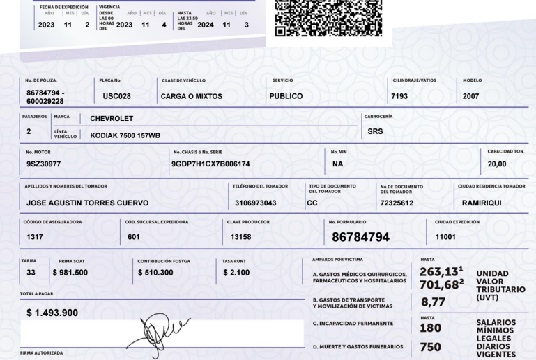 FECHA DE EXPEDICIÓN
VIGENCIA
AÑO MES DÍA
DESDE LAS 00 HORAS DEL
AÑO MES DÍA
HASTA LAS 23:59 HORAS DEL
AÑO MES DÍA
2023 11 2
2023 11 4
2024 11 3
No. DE POLIZA
PLACA No.
CLASE DE VEHÍCULO
SERVICIO
CILINDRAJE/VATIOS
MODELO
86784794 -
600029228
USC028
CARGA O MIXTOS
PUBLICO
7193
2007
PASAJEROS
MARCA
CHEVROLET
CARROCERÍA
2
LÍNEA VEHÍCULO
KODIAK 7500 157WB
SRS
No. MOTOR
No. CHASIS ó No. SERIE
No. VIN
CAPACIDAD TON.
9SZ30977
9GDP7H1CX7B006174
NA
20,00
APELLIDOS Y NOMBRES DEL TOMADOR
TELÉFONO DEL TOMADOR
TIPO DE DOCUMENTO DEL TOMADOR
No. DE DOCUMENTO DEL TOMADOR
CIUDAD RESIDENCIA TOMADOR
JOSE AGUSTIN TORRES CUERVO
3106973043
CC
72325612
RAMIRIQUI
CÓDIGO DE ASEGURADORA
COD. SUCURSAL EXPEDIDORA
CLAVE PRODUCTOR
No. FORMULARIO
CIUDAD EXPEDICIÓN
1317
601
13158
86784794
11001
TARIFA
PRIMA SOAT
CONTRIBUCIÓN FOSYGA
TASA RUNT
33
$ 981.500
$ 510.300
$ 2.100
AMPAROS POR VICTIMA
HASTA
A. GASTOS MÉDICOS QUIRÚRGICOS, FARMACÉUTICOS Y HOSPITALARIOS
263,13¹
701,68²
UNIDAD VALOR TRIBUTARIO (UVT)
B. GASTOS DE TRANSPORTE Y MOVILIZACIÓN DE VICTIMAS
8,77
TOTAL A PAGAR
$ 1.493.900
C. INCAPACIDAD PERMANENTE
HASTA
180
SALARIOS MÍNIMOS LEGALES DIARIOS VIGENTES
D. MUERTE Y GASTOS FUNERARIOS
750
FIRMA AUTORIZADA